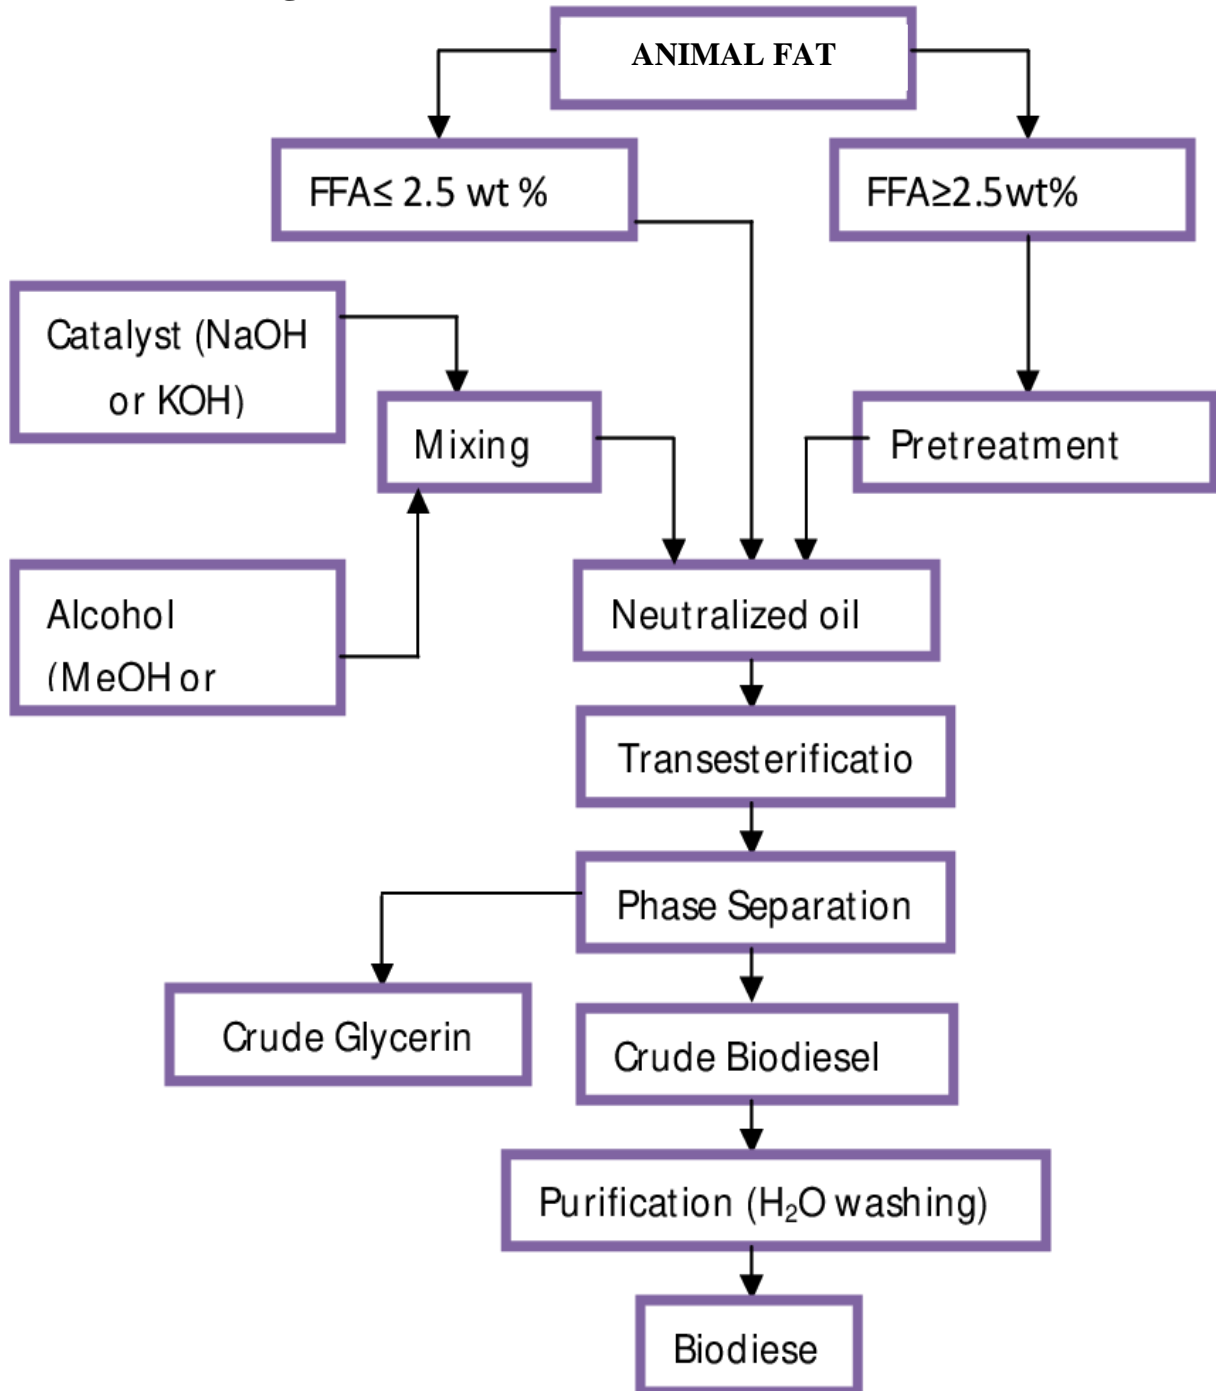 ANIMAL FAT
FFA≤ 2.5 wt %
FFA≥2.5wt%
Catalyst (NaOH
or KOH)
Mixing
Pretreatment
Alcohol
(MeOH or
Neutralized oil
Transesterificatio
Phase Separation
Crude Glycerin
Crude Biodiesel
Purification (H₂O washing)
Biodiese